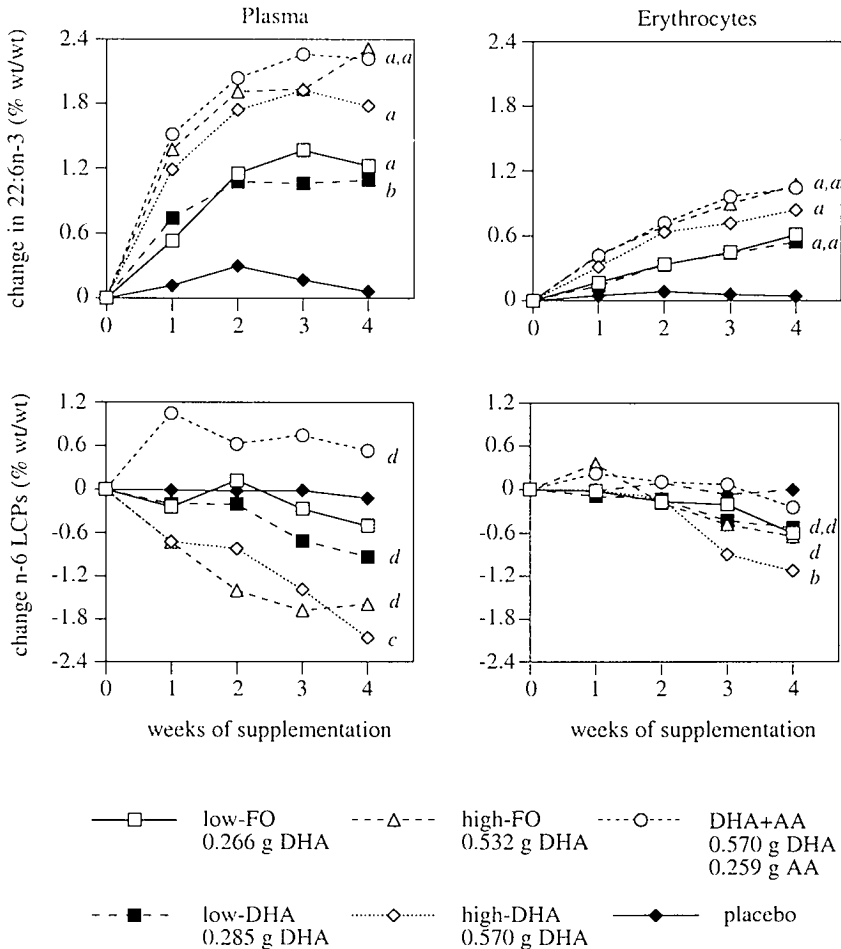 Plasma
Erythrocytes
change in 22:6n-3 (% wt/wt)
2.4
1.8
1.2
0.6
0
a,a
a
a
b
0 1 2 3 4
2.4
1.8
1.2
0.6
0
a,a
a
a,a
0 1 2 3 4
change n-6 LCPs (% wt/wt)
1.2
0.6
0
-0.6
-1.2
-1.8
-2.4
d
d
d
c
0 1 2 3 4
weeks of supplementation
1.2
0.6
0
-0.6
-1.2
-1.8
-2.4
d,d
d
b
0 1 2 3 4
weeks of supplementation
low-FO
0.266 g DHA
high-FO
0.532 g DHA
DHA+AA
0.570 g DHA
0.259 g AA
low-DHA
0.285 g DHA
high-DHA
0.570 g DHA
placebo